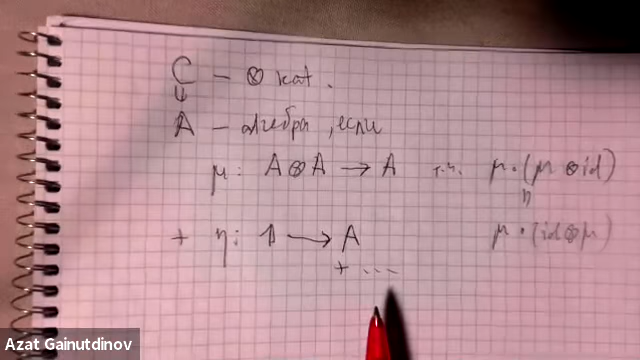 C – ⊗ кат.
ψ
A – алгебра, если
μ: A⊗A → A т.ч. μ∘(μ⊗id)
=
+ η: 1 → A μ∘(id⊗μ)
+ ...
Azat Gainutdinov